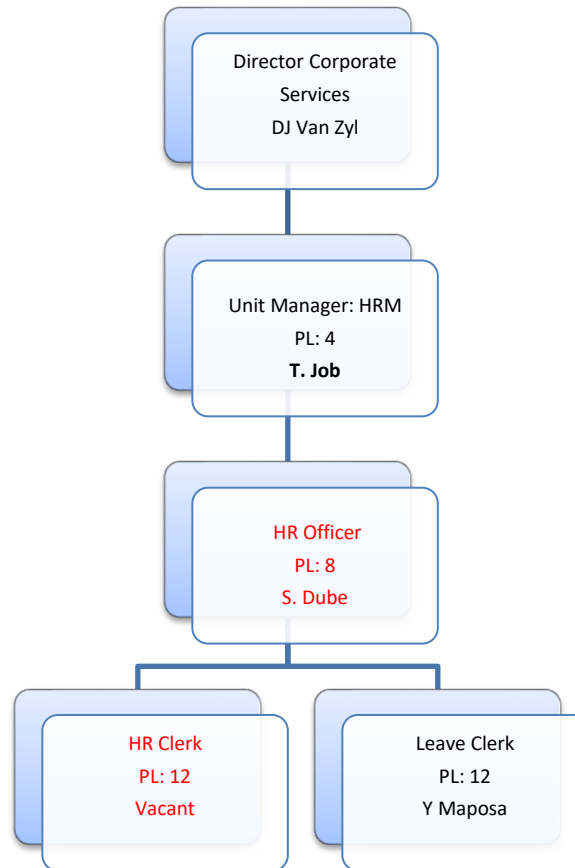 Director Corporate
Services
DJ Van Zyl
Unit Manager: HRM
PL: 4
T. Job
HR Officer
PL: 8
S. Dube
HR Clerk
PL: 12
Vacant
Leave Clerk
PL: 12
Y Maposa